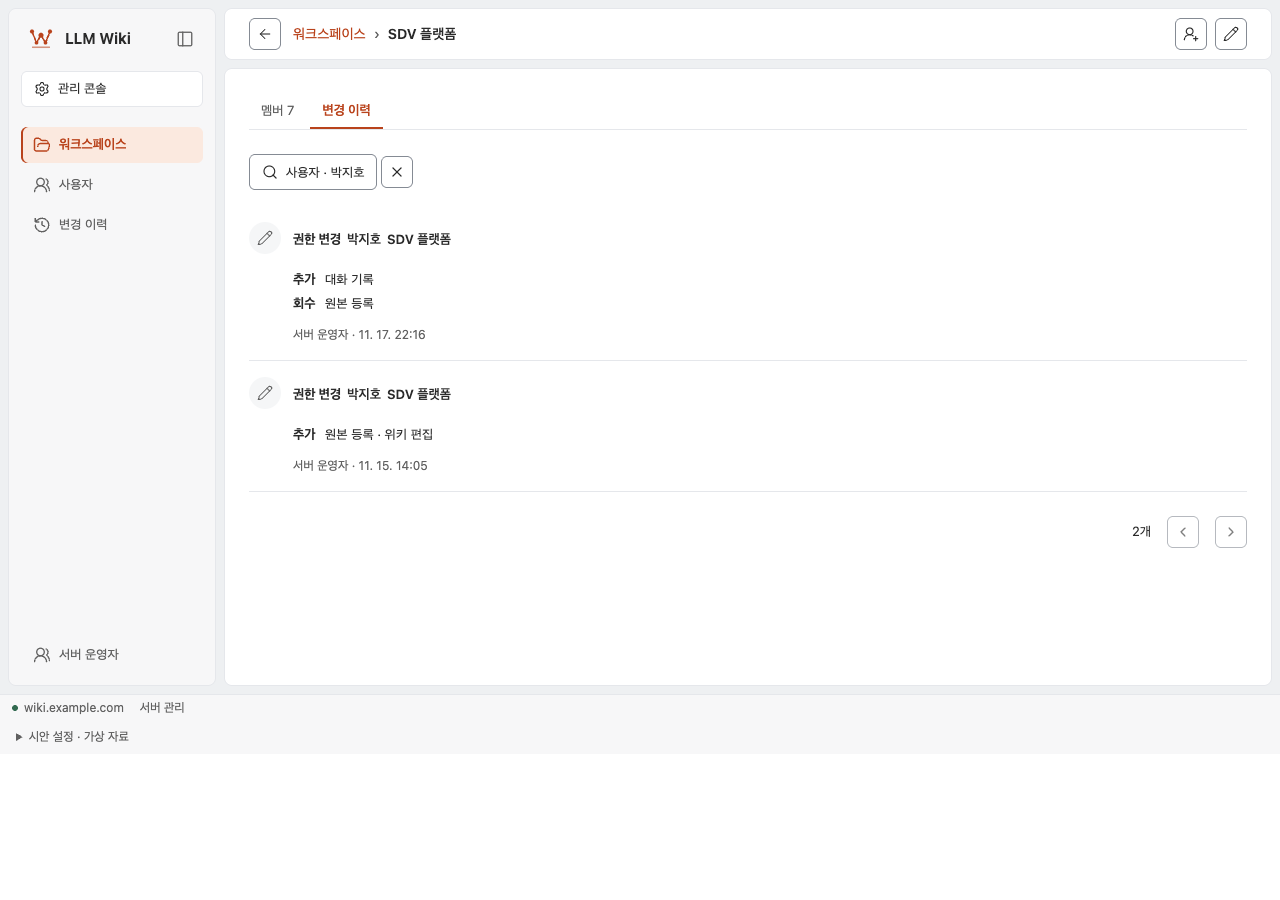 LLM Wiki
관리 콘솔
워크스페이스
사용자
변경 이력
서버 운영자
워크스페이스 › SDV 플랫폼
멤버 7 변경 이력
사용자 · 박지호
권한 변경 박지호 SDV 플랫폼
추가 대화 기록
회수 원본 등록
서버 운영자 · 11. 17. 22:16
권한 변경 박지호 SDV 플랫폼
추가 원본 등록 · 위키 편집
서버 운영자 · 11. 15. 14:05
2개
wiki.example.com 서버 관리
시안 설정 · 가상 자료